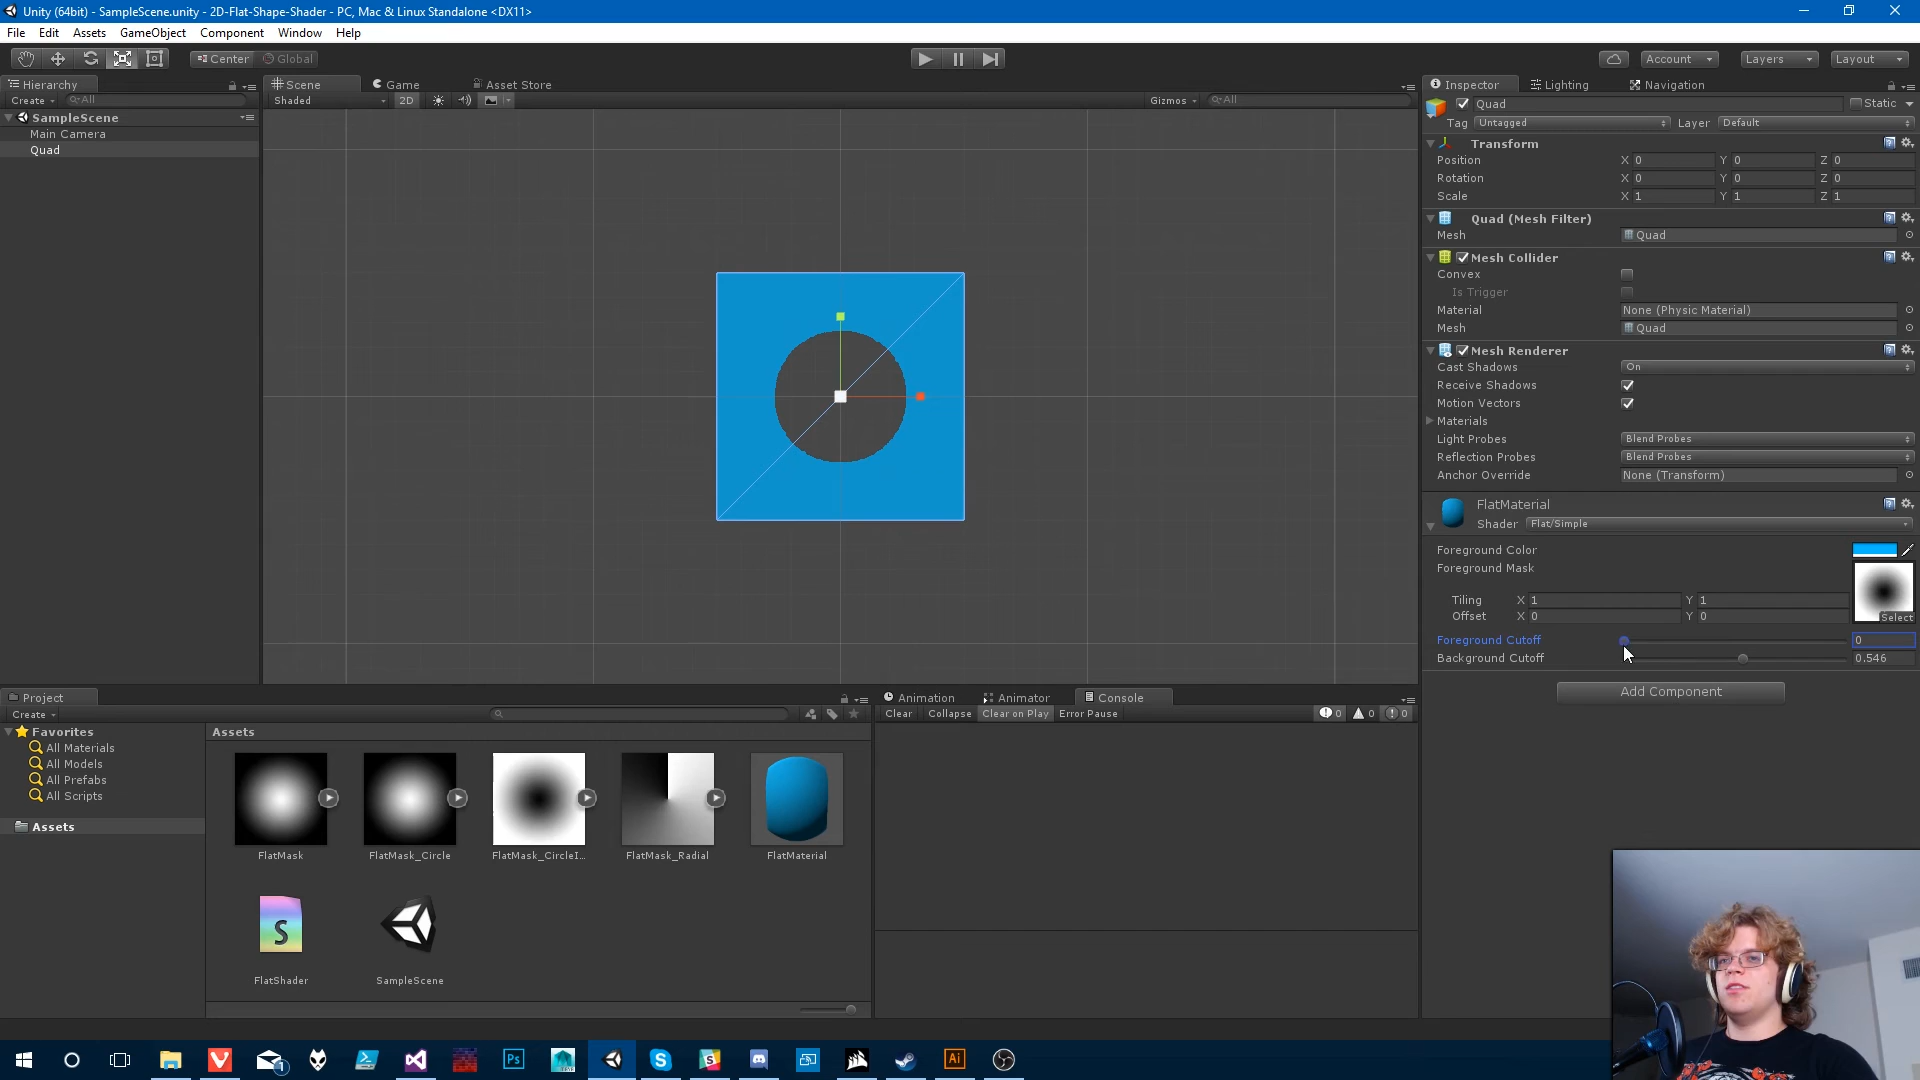 Unity (64bit) - SampleScene.unity - 2D-Flat-Shape-Shader - PC, Mac & Linux Standalone <DX11>
File Edit Assets GameObject Component Window Help
Center Global
Account Layers Layout
Hierarchy
Create All
SampleScene
Main Camera
Quad
Scene Game Asset Store
Shaded 2D Gizmos All
Inspector Lighting Navigation
Quad Static
Tag Untagged Layer Default
Transform
Position X 0 Y 0 Z 0
Rotation X 0 Y 0 Z 0
Scale X 1 Y 1 Z 1
Quad (Mesh Filter)
Mesh Quad
Mesh Collider
Convex
Is Trigger
Material None (Physic Material)
Mesh Quad
Mesh Renderer
Cast Shadows On
Receive Shadows
Motion Vectors
Materials
Light Probes Blend Probes
Reflection Probes Blend Probes
Anchor Override None (Transform)
FlatMaterial
Shader Flat/Simple
Foreground Color
Foreground Mask
Tiling X 1 Y 1
Offset X 0 Y 0
Select
Foreground Cutoff 0
Background Cutoff 0.546
Add Component
Project
Create
Favorites
All Materials
All Models
All Prefabs
All Scripts
Assets
Assets
FlatMask FlatMask_Circle FlatMask_CircleI... FlatMask_Radial FlatMaterial
S
FlatShader SampleScene
Animation Animator Console
Clear Collapse Clear on Play Error Pause 0 0 0
1 Ps Ai